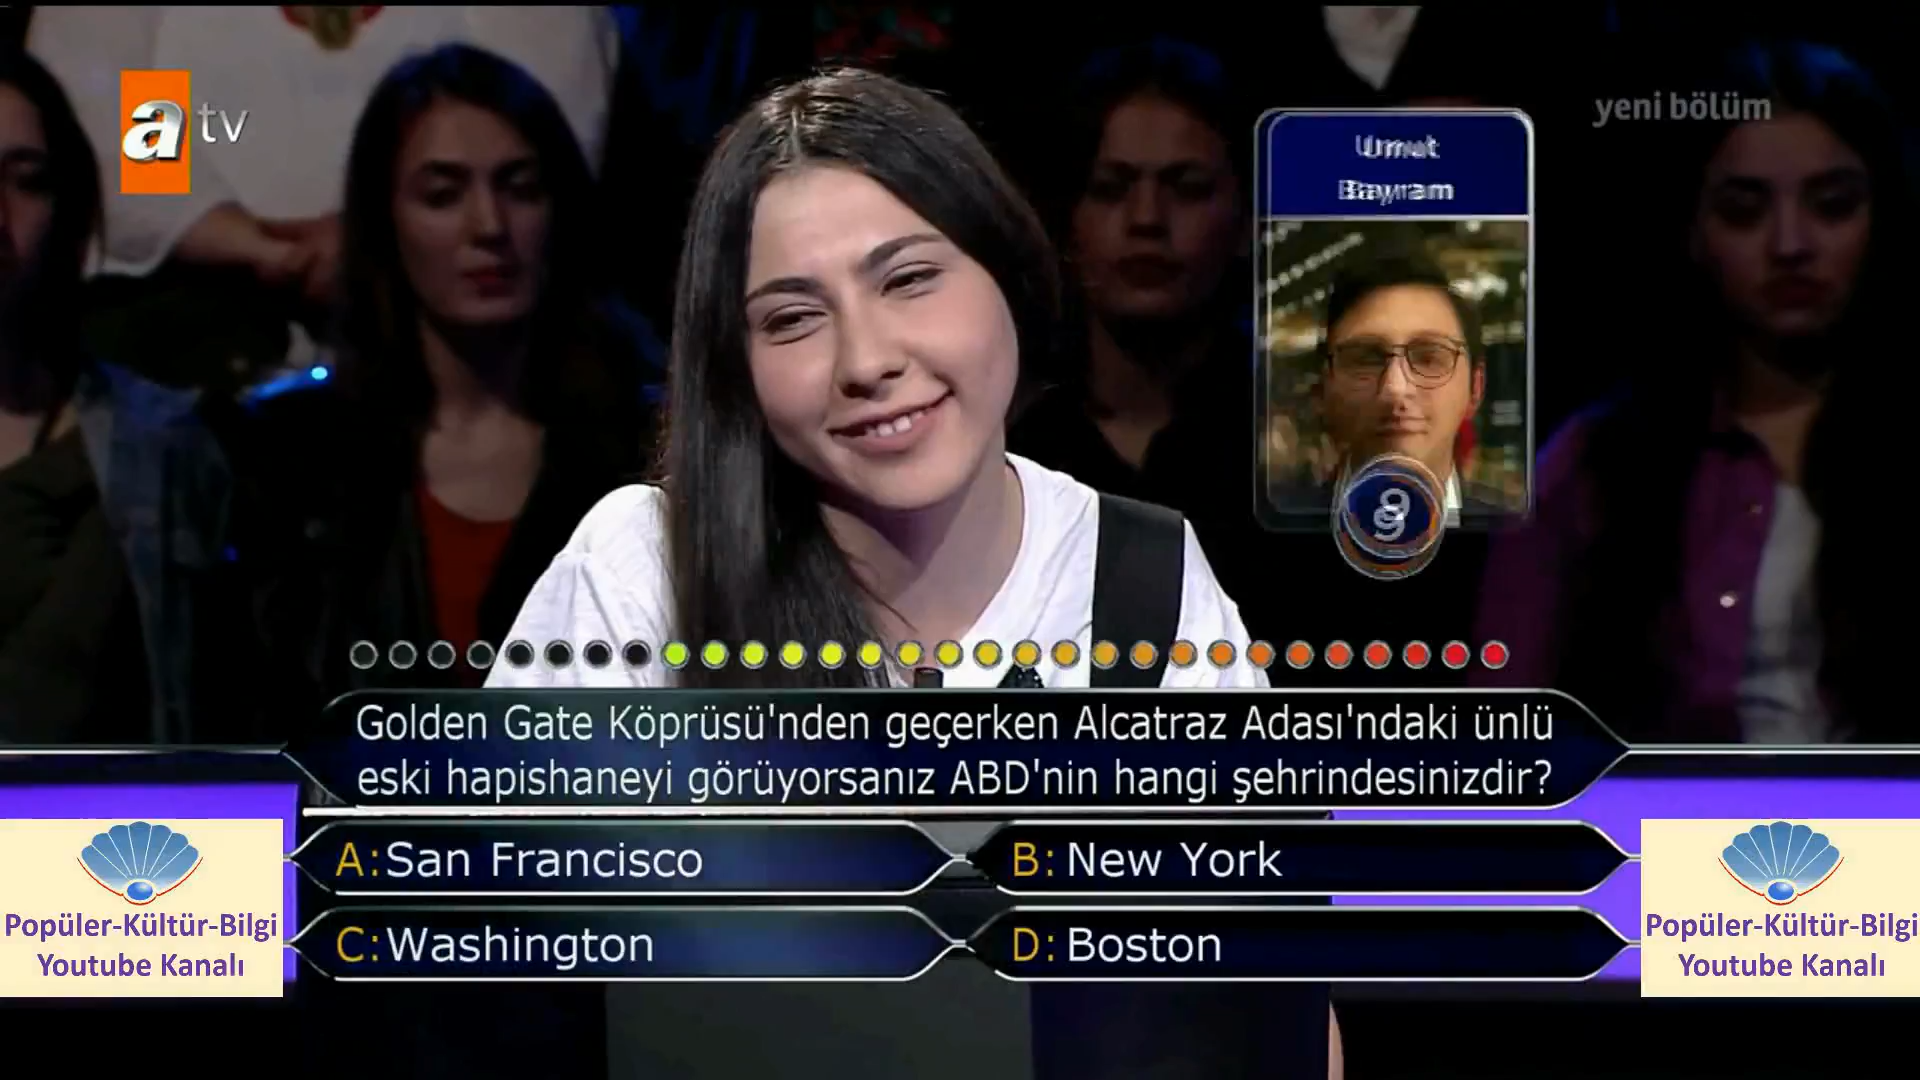 a tv
yeni bölüm
Umut
Bayram
Golden Gate Köprüsü'nden geçerken Alcatraz Adası'ndaki ünlü
eski hapishaneyi görüyorsanız ABD'nin hangi şehrindesinizdir?
A: San Francisco
B: New York
C: Washington
D: Boston
Popüler-Kültür-Bilgi
Youtube Kanalı
Popüler-Kültür-Bilgi
Youtube Kanalı